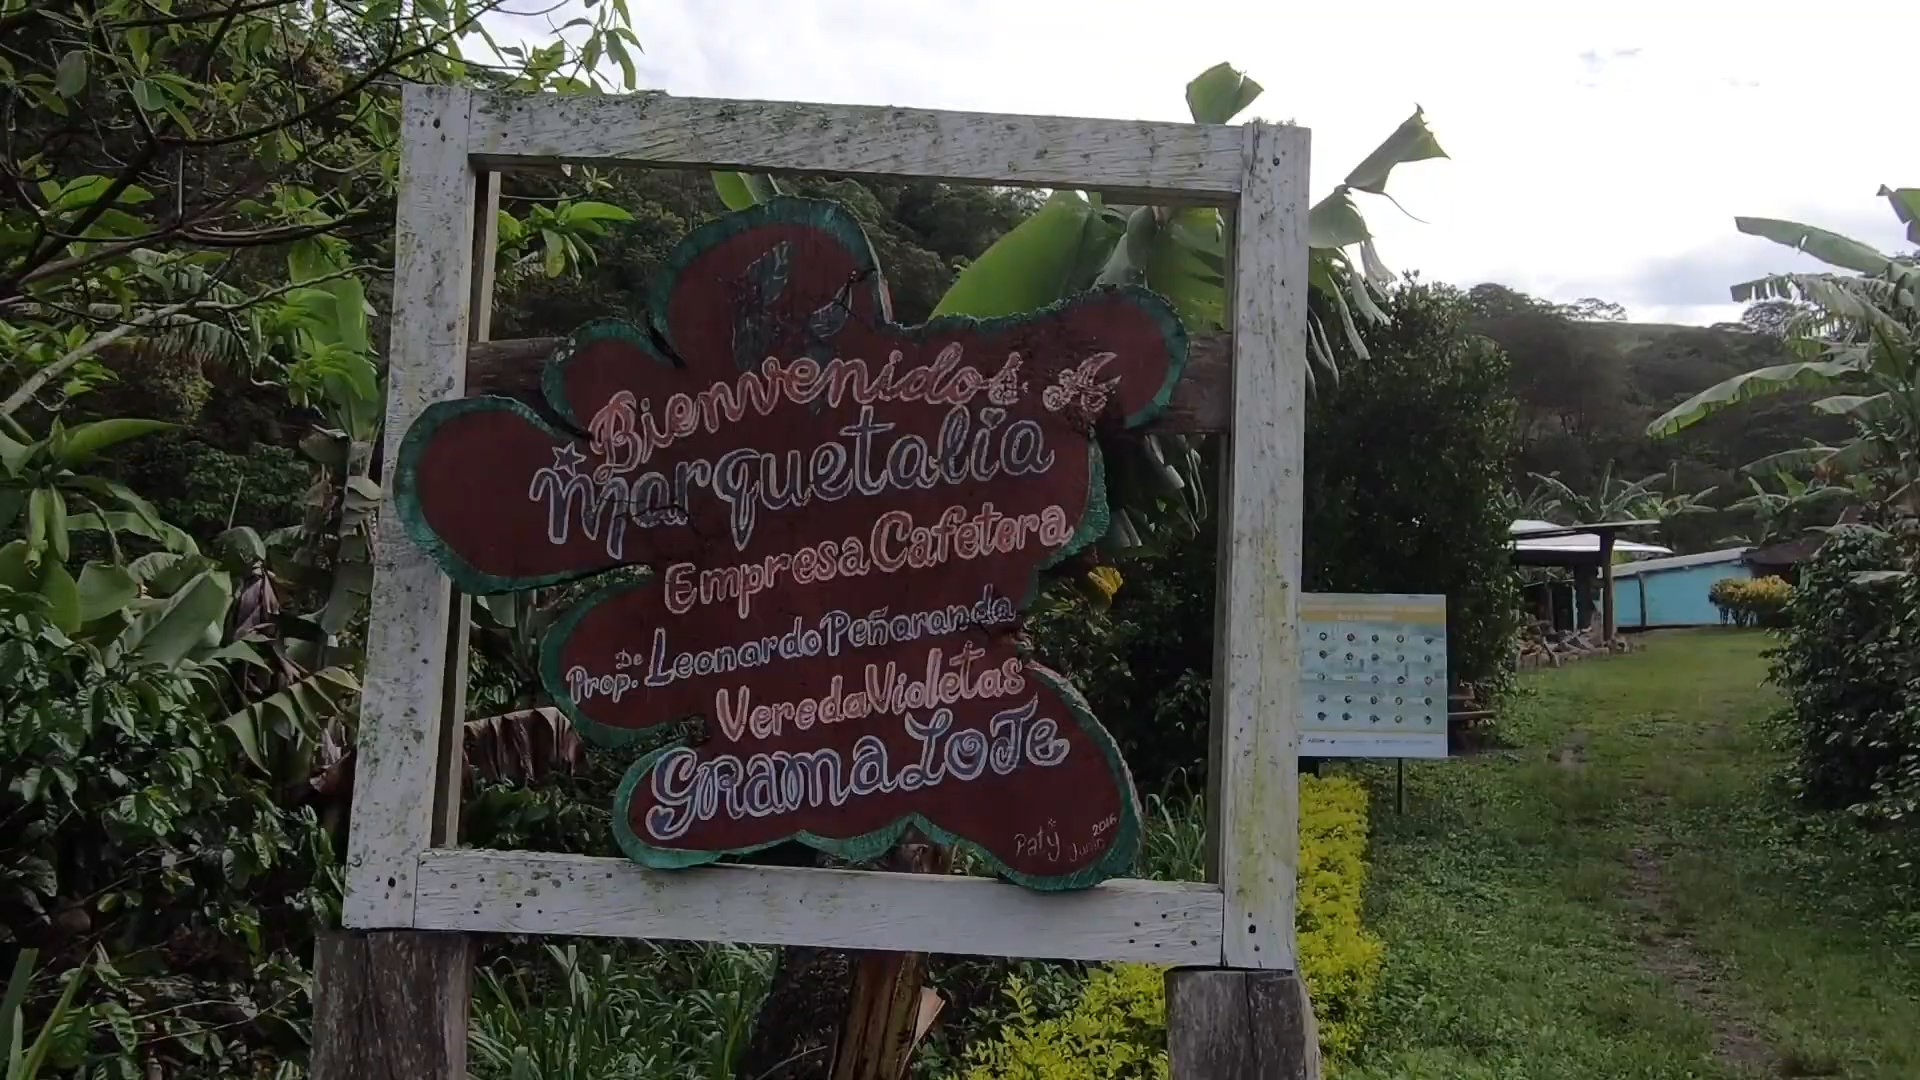 Bienvenidos A
Marquetalia
Empresa Cafetera
Prop. De Leonardo Peñaranda
Vereda Violetas
GRamaLoTe
Paty Junio 2016